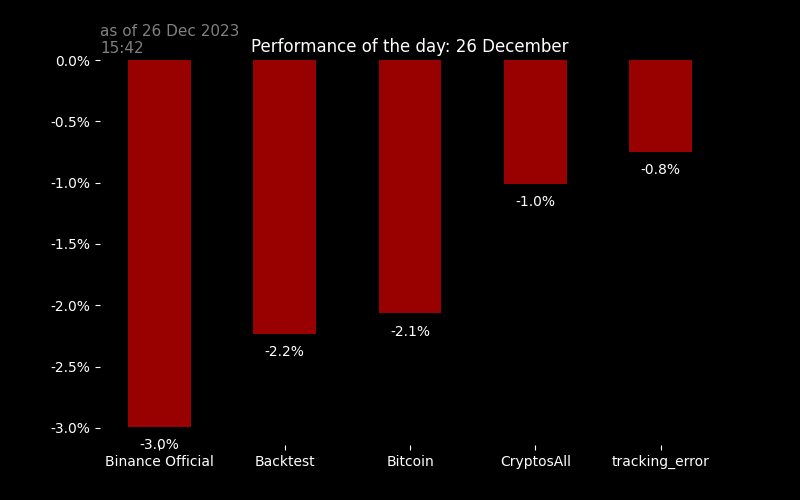 as of 26 Dec 2023
15:42
Performance of the day: 26 December
0.0%
-0.5%
-1.0%
-1.5%
-2.0%
-2.5%
-3.0%
-3.0%
-2.2%
-2.1%
-1.0%
-0.8%
Binance Official
Backtest
Bitcoin
CryptosAll
tracking_error